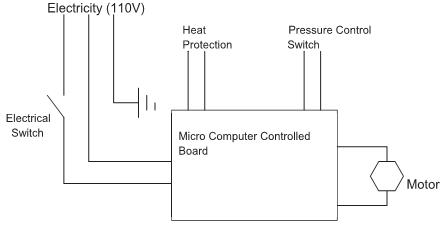 Electricity (110V)
Heat
Protection
Pressure Control
Switch
Electrical
Switch
Micro Computer Controlled
Board
Motor